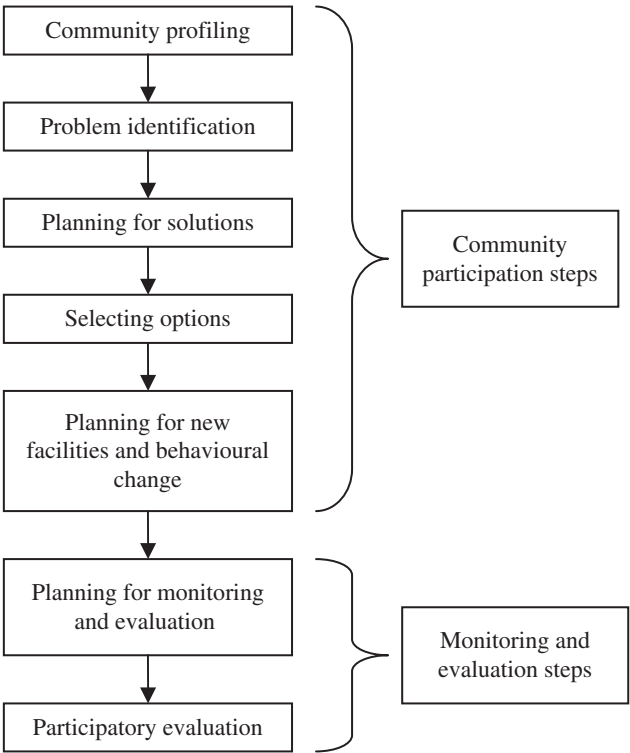 Community profiling
Problem identification
Planning for solutions
Selecting options
Planning for new
facilities and behavioural
change
Community
participation steps
Planning for monitoring
and evaluation
Participatory evaluation
Monitoring and
evaluation steps